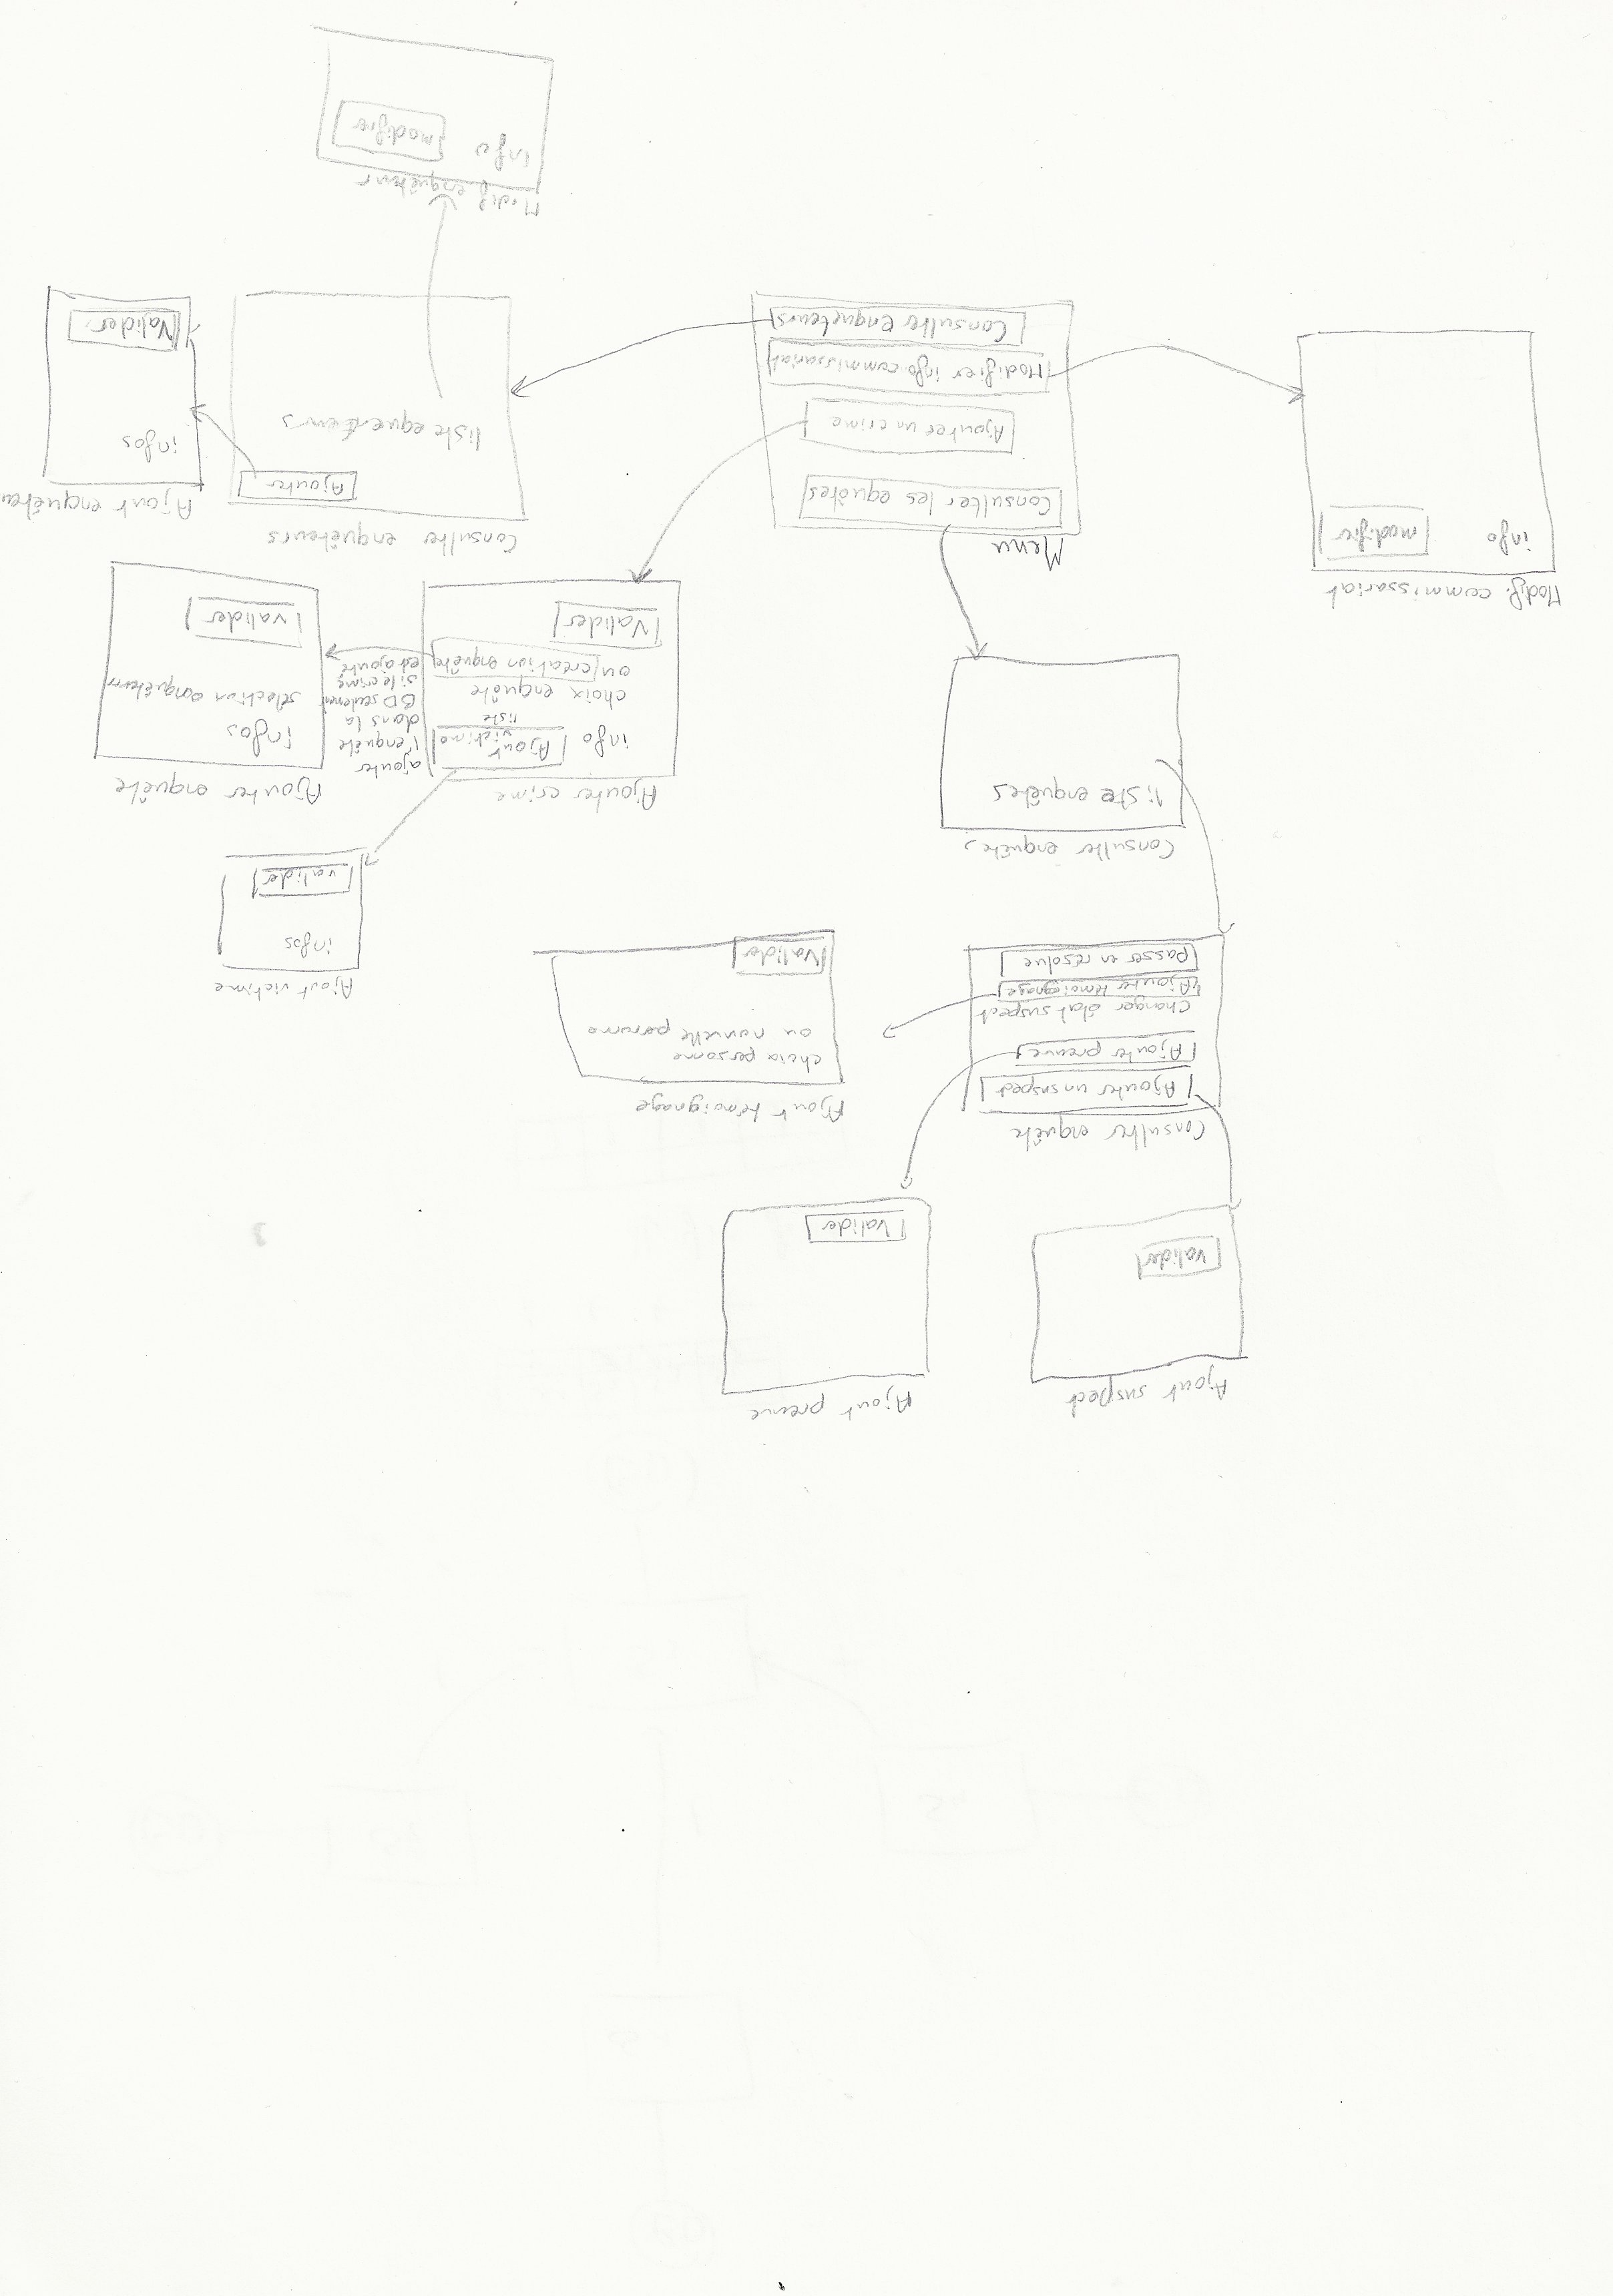 Ajout suspect
Valider
Ajout preuve
Valider
Consulter enquête
Ajouter un suspect
Ajouter preuve
Changer état suspect
Ajouter témoignage
passer en résolue
Ajout témoignage
choix personne
ou nouvelle personne
Valider
Ajout victime
infos
valider
Consulter enquêtes
liste enquêtes
Ajouter crime
info
Ajout
victime
liste
choix enquête
ou création enquête
Valider
ajouter
l'enquête
dans la
BD seulement
si le crime
est ajouté
Ajouter enquête
infos
sélection enquêteurs
valider
Modif. commissariat
info
modifier
Menu
Consulter les equêtes
Ajouter un crime
Modifier info commissariat
Consulter enqueteurs
Consulter enquêteurs
Ajouter
liste equerteurs
Ajout enquêteu
infos
Valider
Modif enquêteur
info
modifier